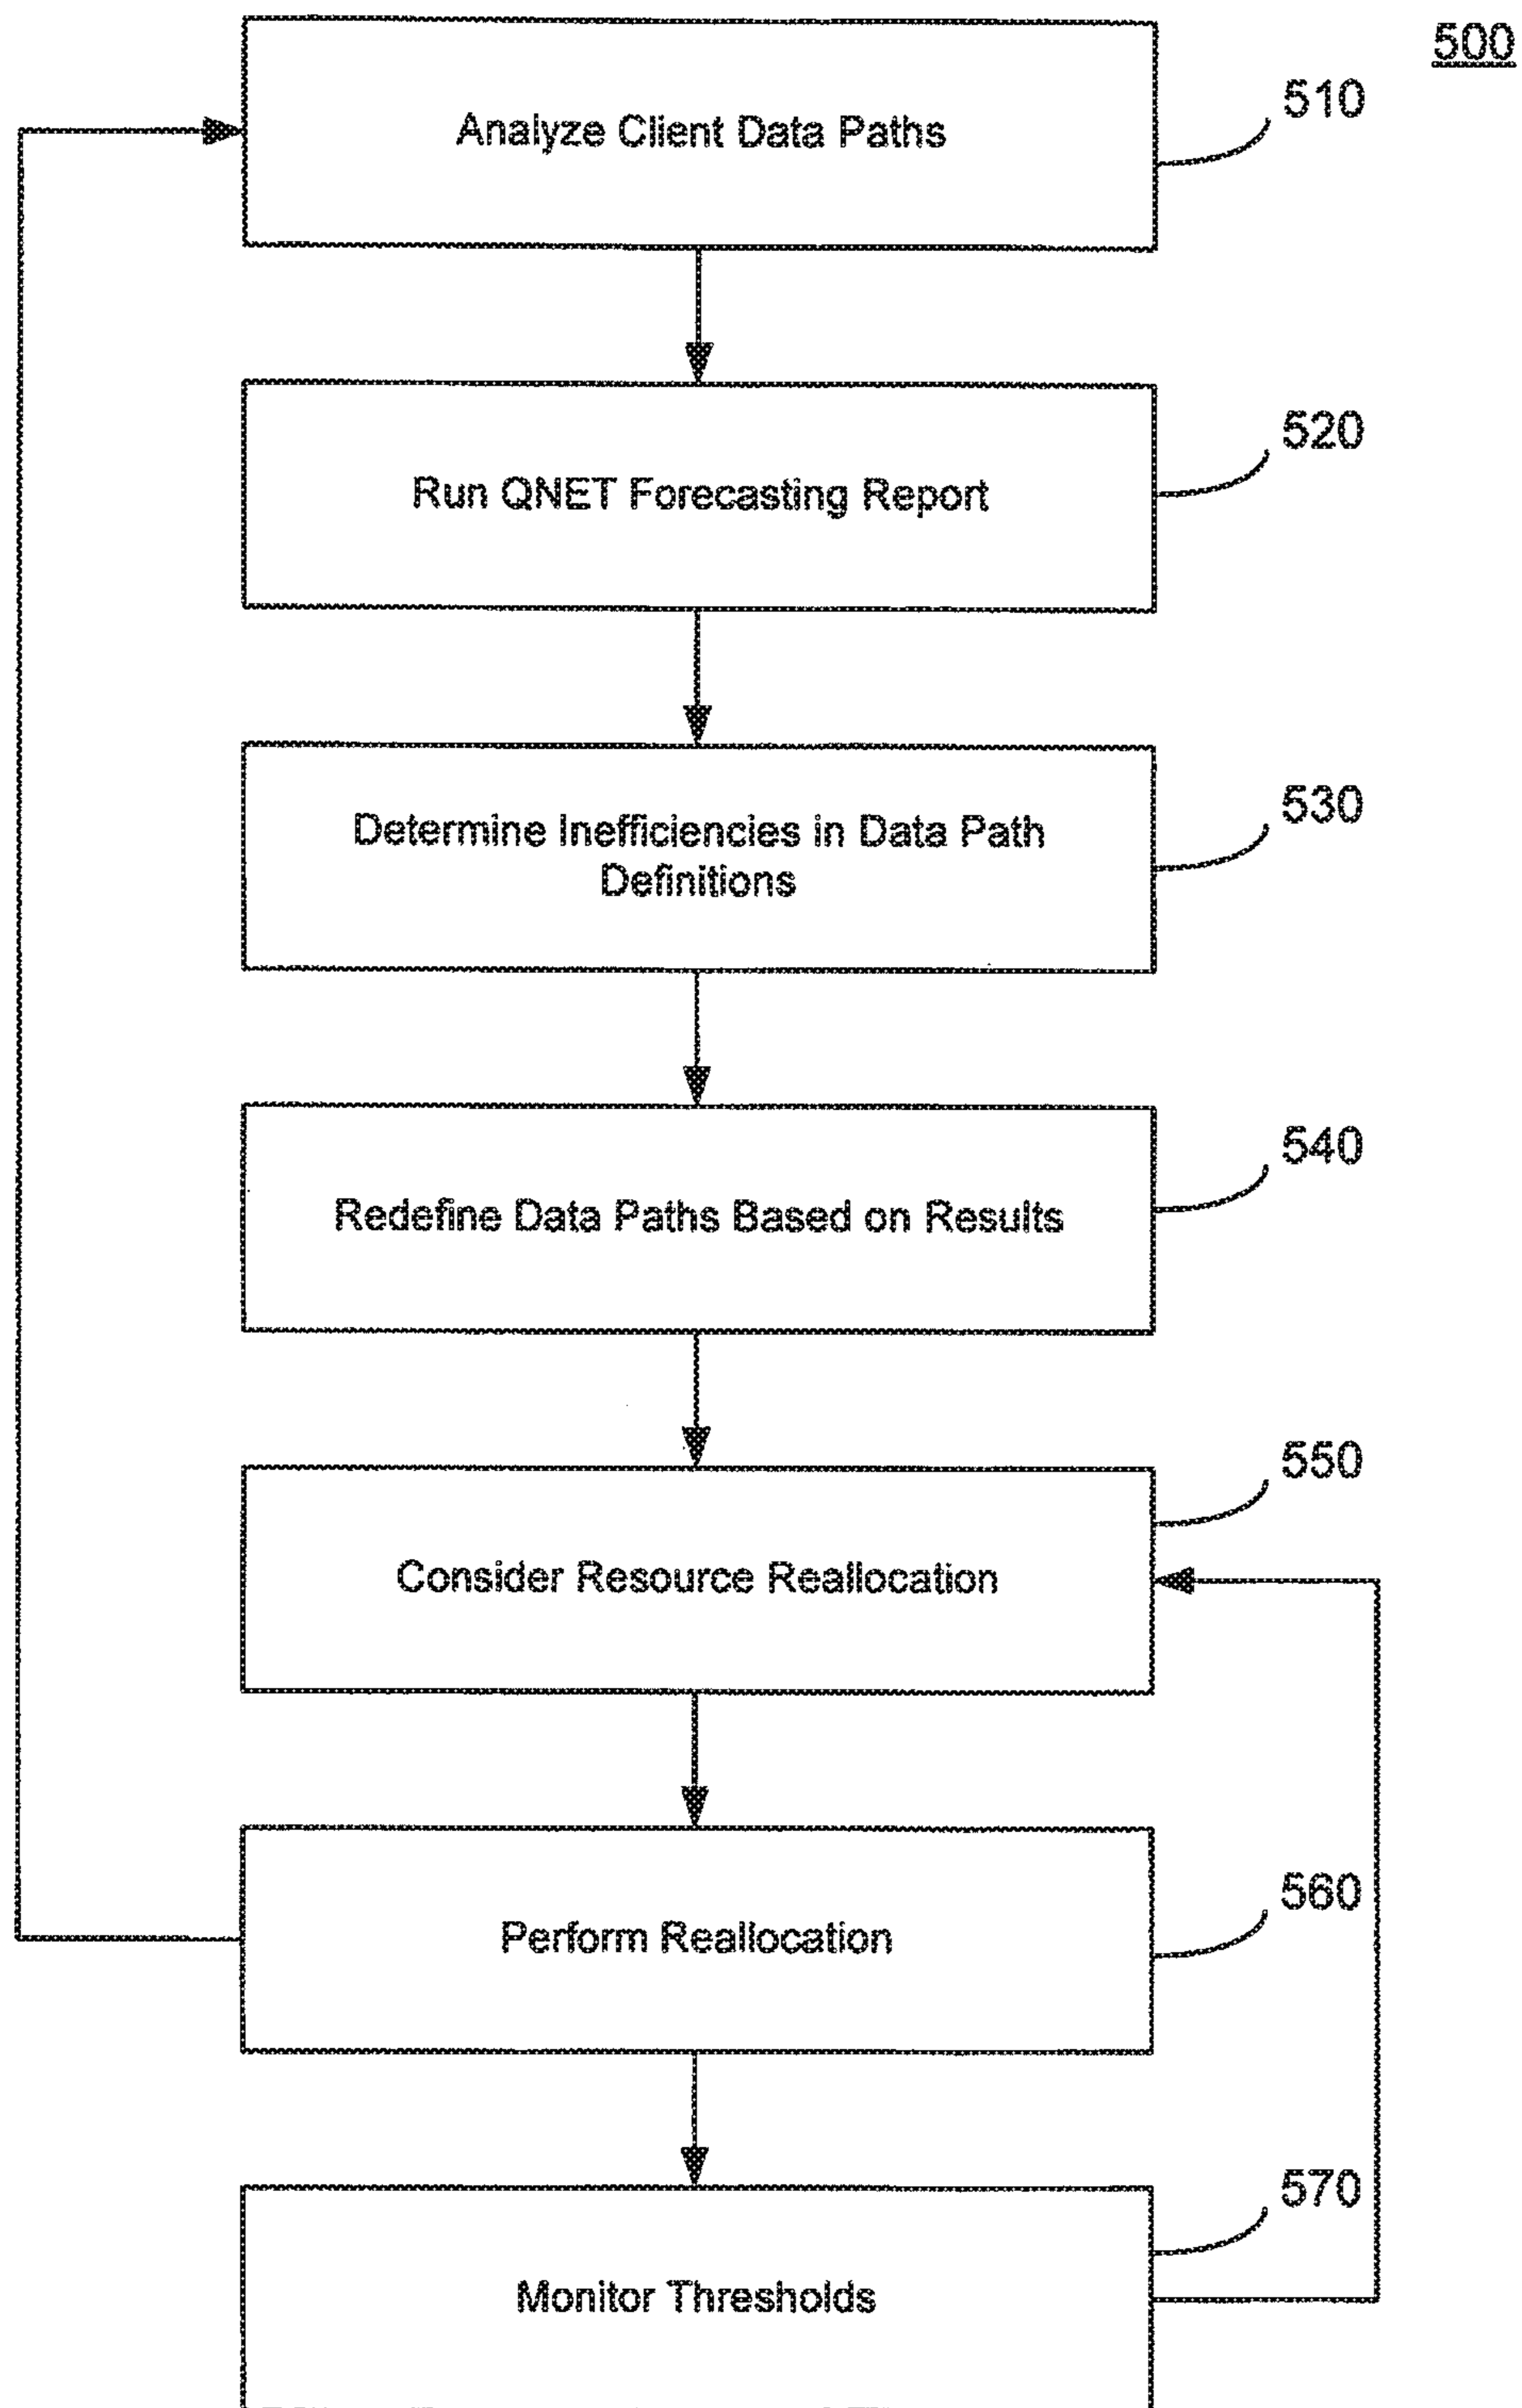 500
510
Analyze Client Data Paths
520
Run QNET Forecasting Report
530
Determine Inefficiencies in Data Path
Definitions
540
Redefine Data Paths Based on Results
550
Consider Resource Reallocation
560
Perform Reallocation
570
Monitor Thresholds